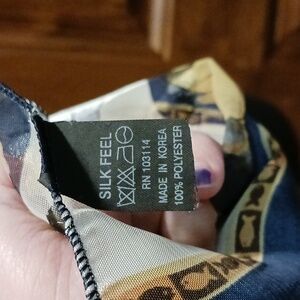 SILK FEEL
RN 103114
MADE IN KOREA
100% POLYESTER